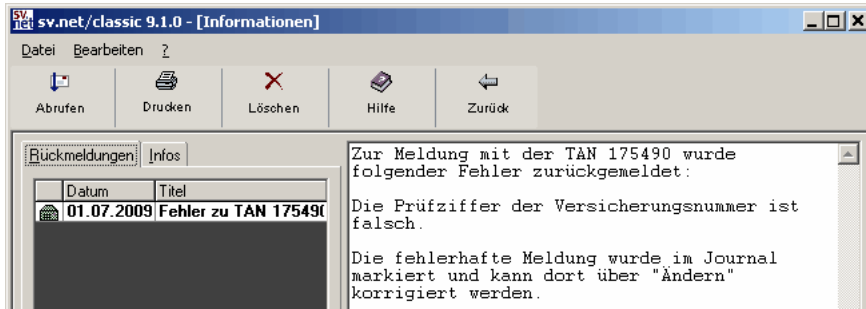 sv.net/classic 9.1.0 - [Informationen]
Datei Bearbeiten ?
Abrufen Drucken Löschen Hilfe Zurück
Rückmeldungen Infos
Datum Titel
01.07.2009 Fehler zu TAN 175490
Zur Meldung mit der TAN 175490 wurde
folgender Fehler zurückgemeldet:
Die Prüfziffer der Versicherungsnummer ist
falsch.
Die fehlerhafte Meldung wurde im Journal
markiert und kann dort über "Ändern"
korrigiert werden.